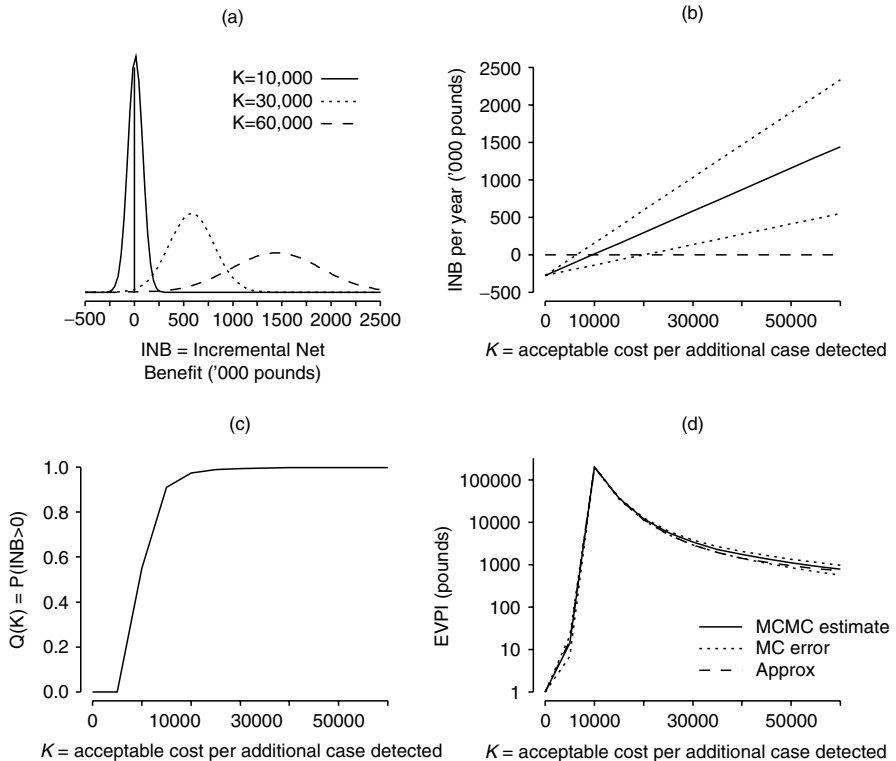 (a)
K=10,000
K=30,000
K=60,000
−500 0 500 1000 1500 2000 2500
INB = Incremental Net
Benefit ('000 pounds)
(b)
2500
2000
1500
1000
500
0
−500
INB per year ('000 pounds)
0 10000 30000 50000
K = acceptable cost per additional case detected
(c)
1.0
0.8
0.6
0.4
0.2
0.0
Q(K) = P(INB>0)
0 10000 30000 50000
K = acceptable cost per additional case detected
(d)
100000
10000
1000
100
10
1
EVPI (pounds)
MCMC estimate
MC error
Approx
0 10000 30000 50000
K = acceptable cost per additional case detected